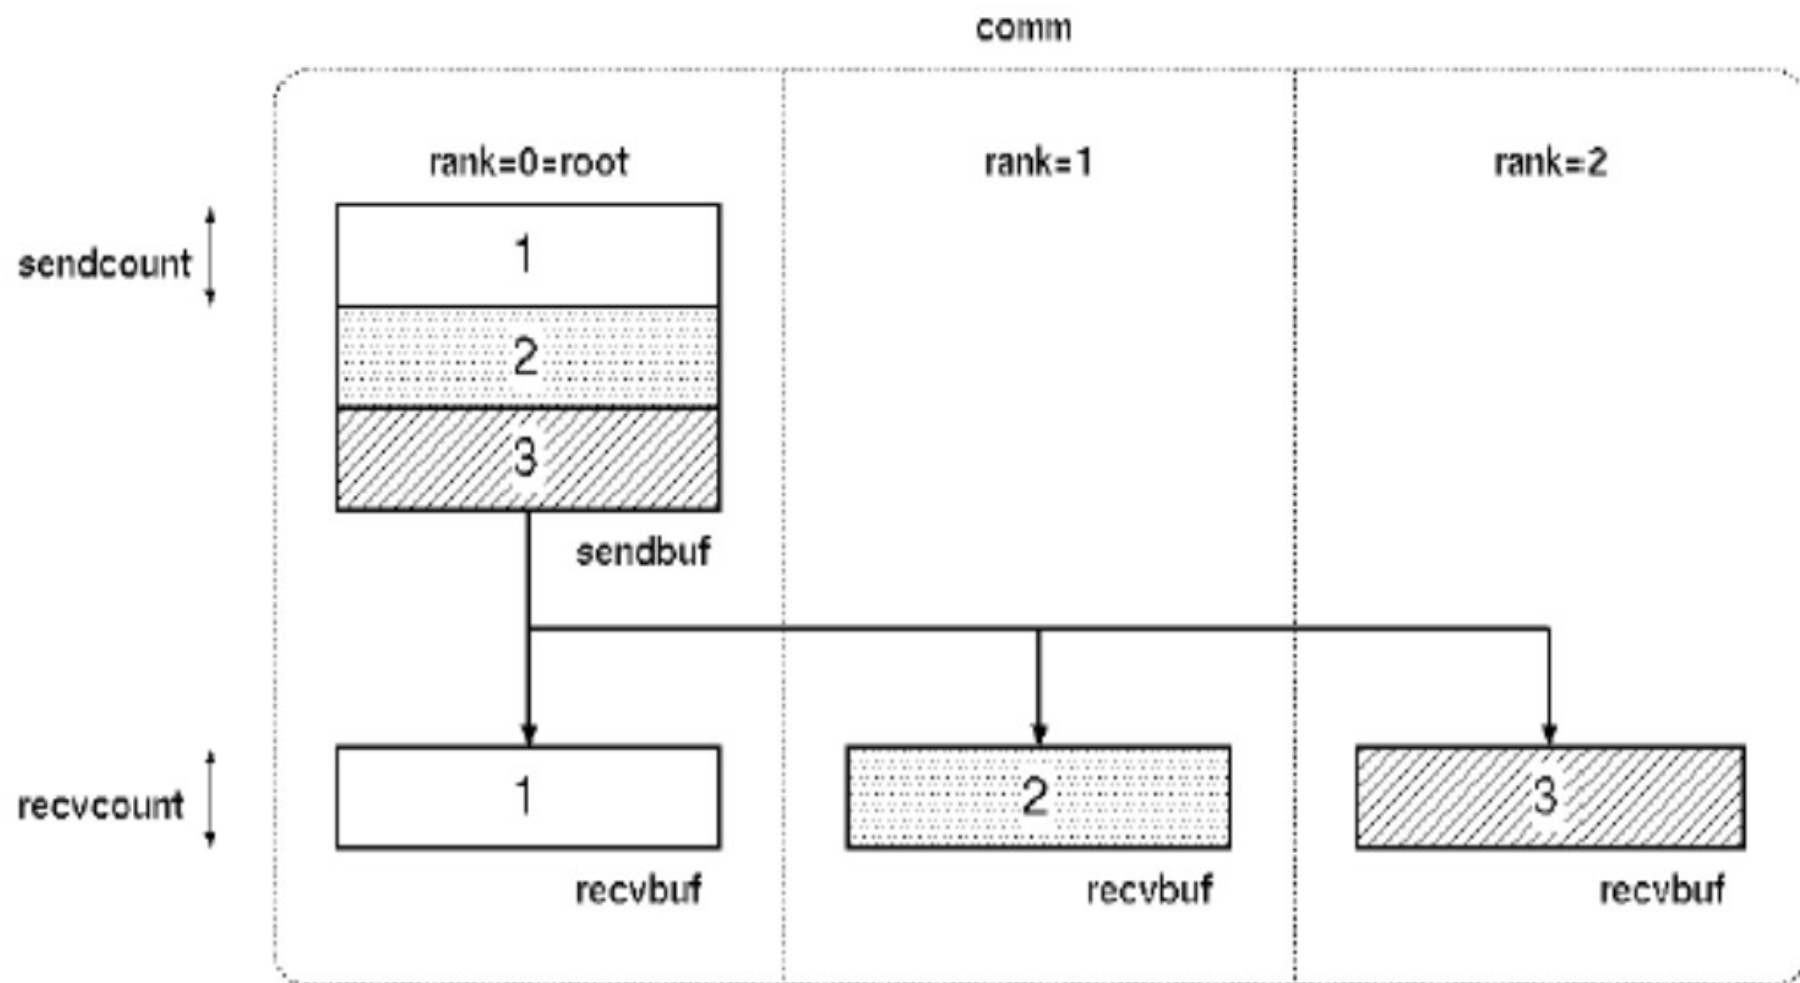 comm
rank=0=root
rank=1
rank=2
sendcount
1
2
3
sendbuf
recvcount
1
2
3
recvbuf
recvbuf
recvbuf